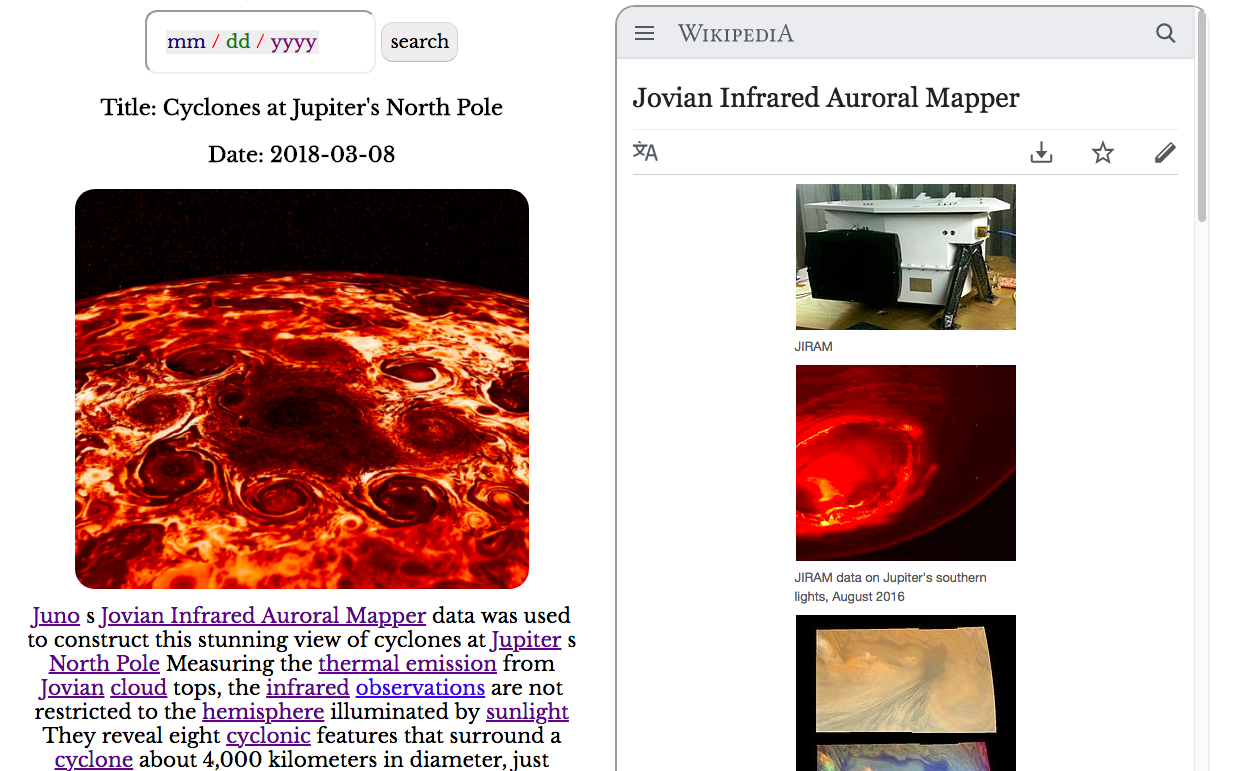 mm / dd / yyyy
search
Title: Cyclones at Jupiter's North Pole
Date: 2018-03-08
Juno s Jovian Infrared Auroral Mapper data was used
to construct this stunning view of cyclones at Jupiter s
North Pole Measuring the thermal emission from
Jovian cloud tops, the infrared observations are not
restricted to the hemisphere illuminated by sunlight
They reveal eight cyclonic features that surround a
cyclone about 4,000 kilometers in diameter, just
WIKIPEDIA
Jovian Infrared Auroral Mapper
文A
JIRAM
JIRAM data on Jupiter's southern
lights, August 2016